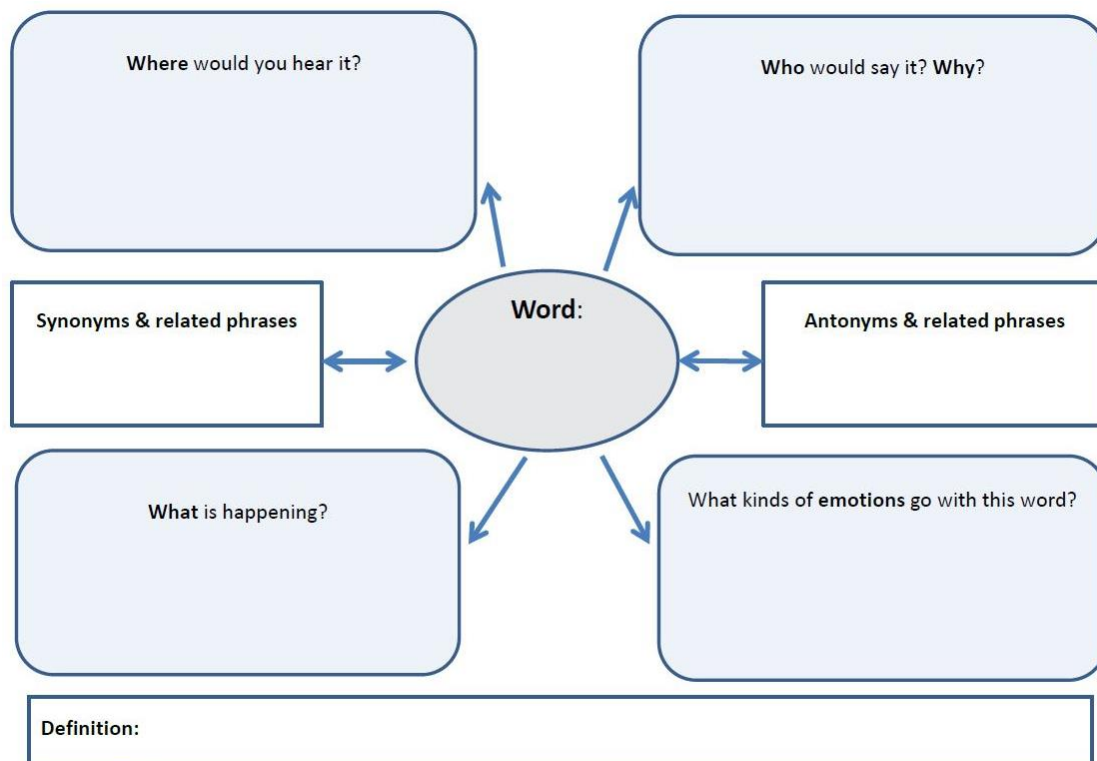 Where would you hear it?
Who would say it? Why?
Word:
Synonyms & related phrases
Antonyms & related phrases
What is happening?
What kinds of emotions go with this word?
Definition: